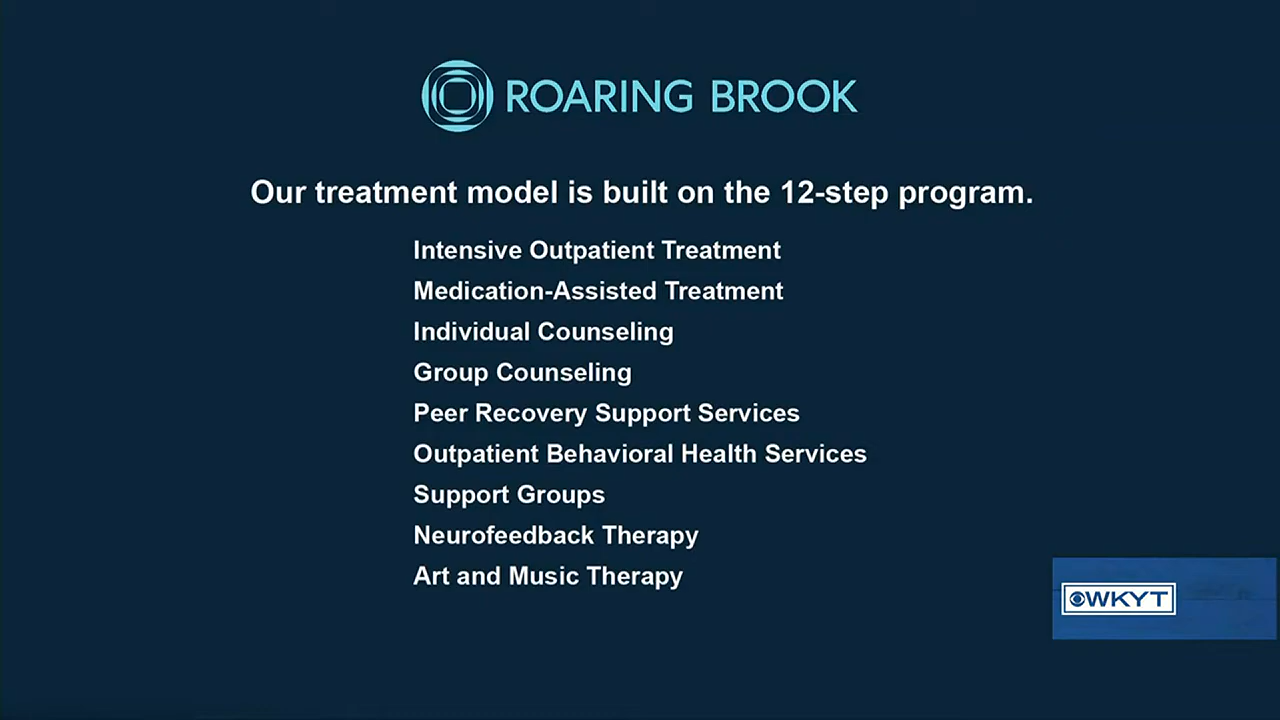 ROARING BROOK
Our treatment model is built on the 12-step program.
Intensive Outpatient Treatment
Medication-Assisted Treatment
Individual Counseling
Group Counseling
Peer Recovery Support Services
Outpatient Behavioral Health Services
Support Groups
Neurofeedback Therapy
Art and Music Therapy
WKYT